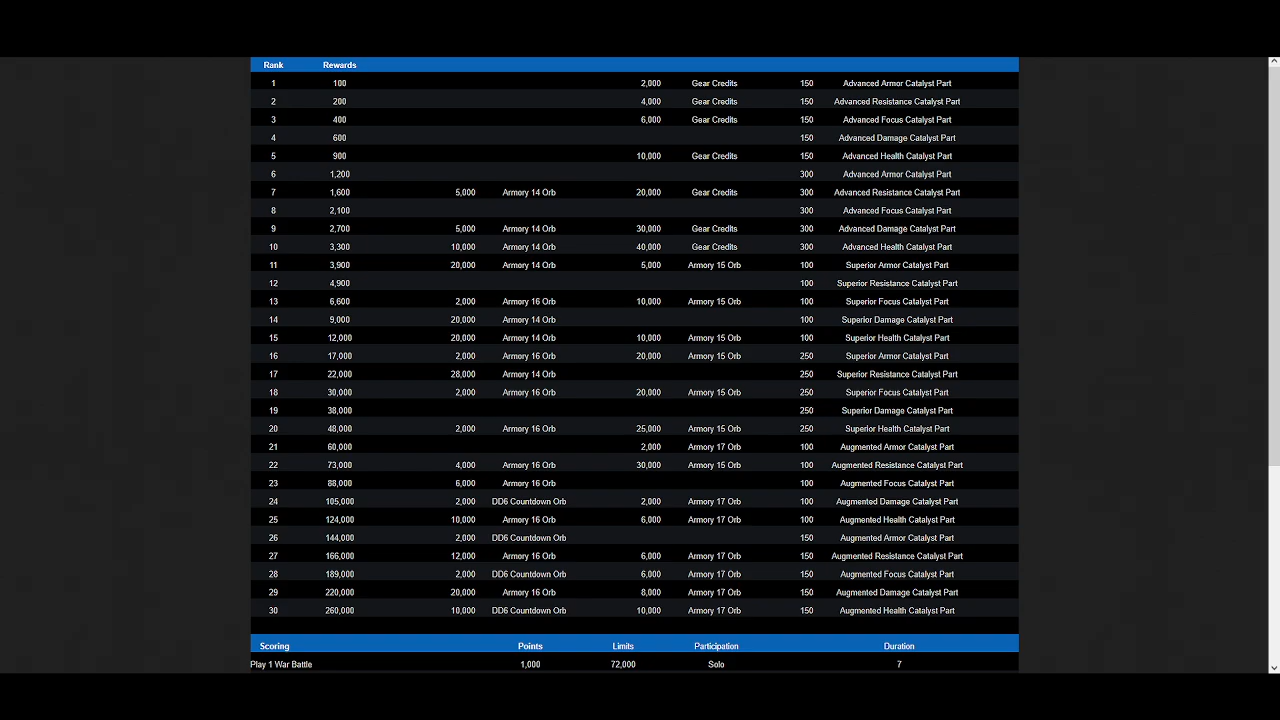 Rank Rewards
1 100 2,000 Gear Credits 150 Advanced Armor Catalyst Part
2 200 4,000 Gear Credits 150 Advanced Resistance Catalyst Part
3 400 6,000 Gear Credits 150 Advanced Focus Catalyst Part
4 600 150 Advanced Damage Catalyst Part
5 900 10,000 Gear Credits 150 Advanced Health Catalyst Part
6 1,200 300 Advanced Armor Catalyst Part
7 1,600 5,000 Armory 14 Orb 20,000 Gear Credits 300 Advanced Resistance Catalyst Part
8 2,100 300 Advanced Focus Catalyst Part
9 2,700 5,000 Armory 14 Orb 30,000 Gear Credits 300 Advanced Damage Catalyst Part
10 3,300 10,000 Armory 14 Orb 40,000 Gear Credits 300 Advanced Health Catalyst Part
11 3,900 20,000 Armory 14 Orb 5,000 Armory 15 Orb 100 Superior Armor Catalyst Part
12 4,900 100 Superior Resistance Catalyst Part
13 6,600 2,000 Armory 16 Orb 10,000 Armory 15 Orb 100 Superior Focus Catalyst Part
14 9,000 20,000 Armory 14 Orb 100 Superior Damage Catalyst Part
15 12,000 20,000 Armory 14 Orb 10,000 Armory 15 Orb 100 Superior Health Catalyst Part
16 17,000 2,000 Armory 16 Orb 20,000 Armory 15 Orb 250 Superior Armor Catalyst Part
17 22,000 28,000 Armory 14 Orb 250 Superior Resistance Catalyst Part
18 30,000 2,000 Armory 16 Orb 20,000 Armory 15 Orb 250 Superior Focus Catalyst Part
19 38,000 250 Superior Damage Catalyst Part
20 48,000 2,000 Armory 16 Orb 25,000 Armory 15 Orb 250 Superior Health Catalyst Part
21 60,000 2,000 Armory 17 Orb 100 Augmented Armor Catalyst Part
22 73,000 4,000 Armory 16 Orb 30,000 Armory 15 Orb 100 Augmented Resistance Catalyst Part
23 88,000 6,000 Armory 16 Orb 100 Augmented Focus Catalyst Part
24 105,000 2,000 DD6 Countdown Orb 2,000 Armory 17 Orb 100 Augmented Damage Catalyst Part
25 124,000 10,000 Armory 16 Orb 6,000 Armory 17 Orb 100 Augmented Health Catalyst Part
26 144,000 2,000 DD6 Countdown Orb 150 Augmented Armor Catalyst Part
27 166,000 12,000 Armory 16 Orb 6,000 Armory 17 Orb 150 Augmented Resistance Catalyst Part
28 189,000 2,000 DD6 Countdown Orb 6,000 Armory 17 Orb 150 Augmented Focus Catalyst Part
29 220,000 20,000 Armory 16 Orb 8,000 Armory 17 Orb 150 Augmented Damage Catalyst Part
30 260,000 10,000 DD6 Countdown Orb 10,000 Armory 17 Orb 150 Augmented Health Catalyst Part
Scoring Points Limits Participation Duration
Play 1 War Battle 1,000 72,000 Solo 7